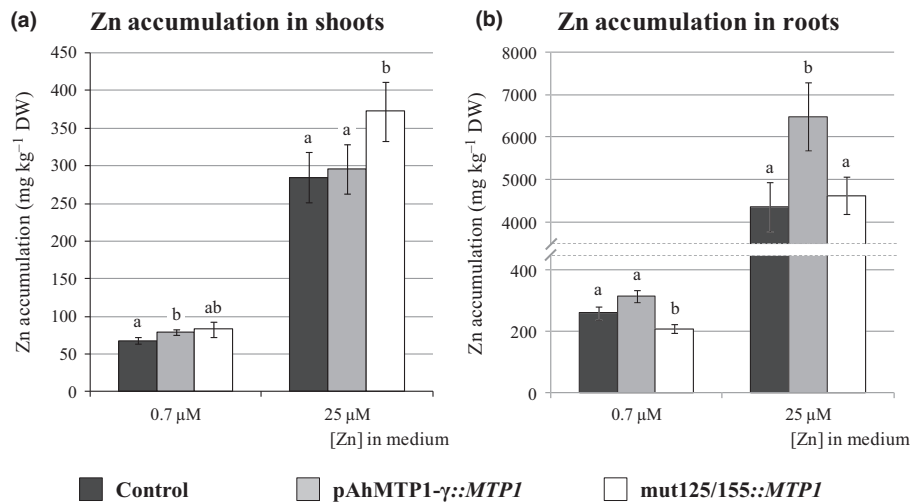 (a) Zn accumulation in shoots
Zn accumulation (mg kg⁻¹ DW)
450
400
350
300
250
200
150
100
50
0
a b ab
a a b
0.7 µM 25 µM
[Zn] in medium
(b) Zn accumulation in roots
Zn accumulation (mg kg⁻¹ DW)
8000
7000
6000
5000
4000
400
200
0
a a b
a b a
0.7 µM 25 µM
[Zn] in medium
Control pAhMTP1-γ::MTP1 mut125/155::MTP1